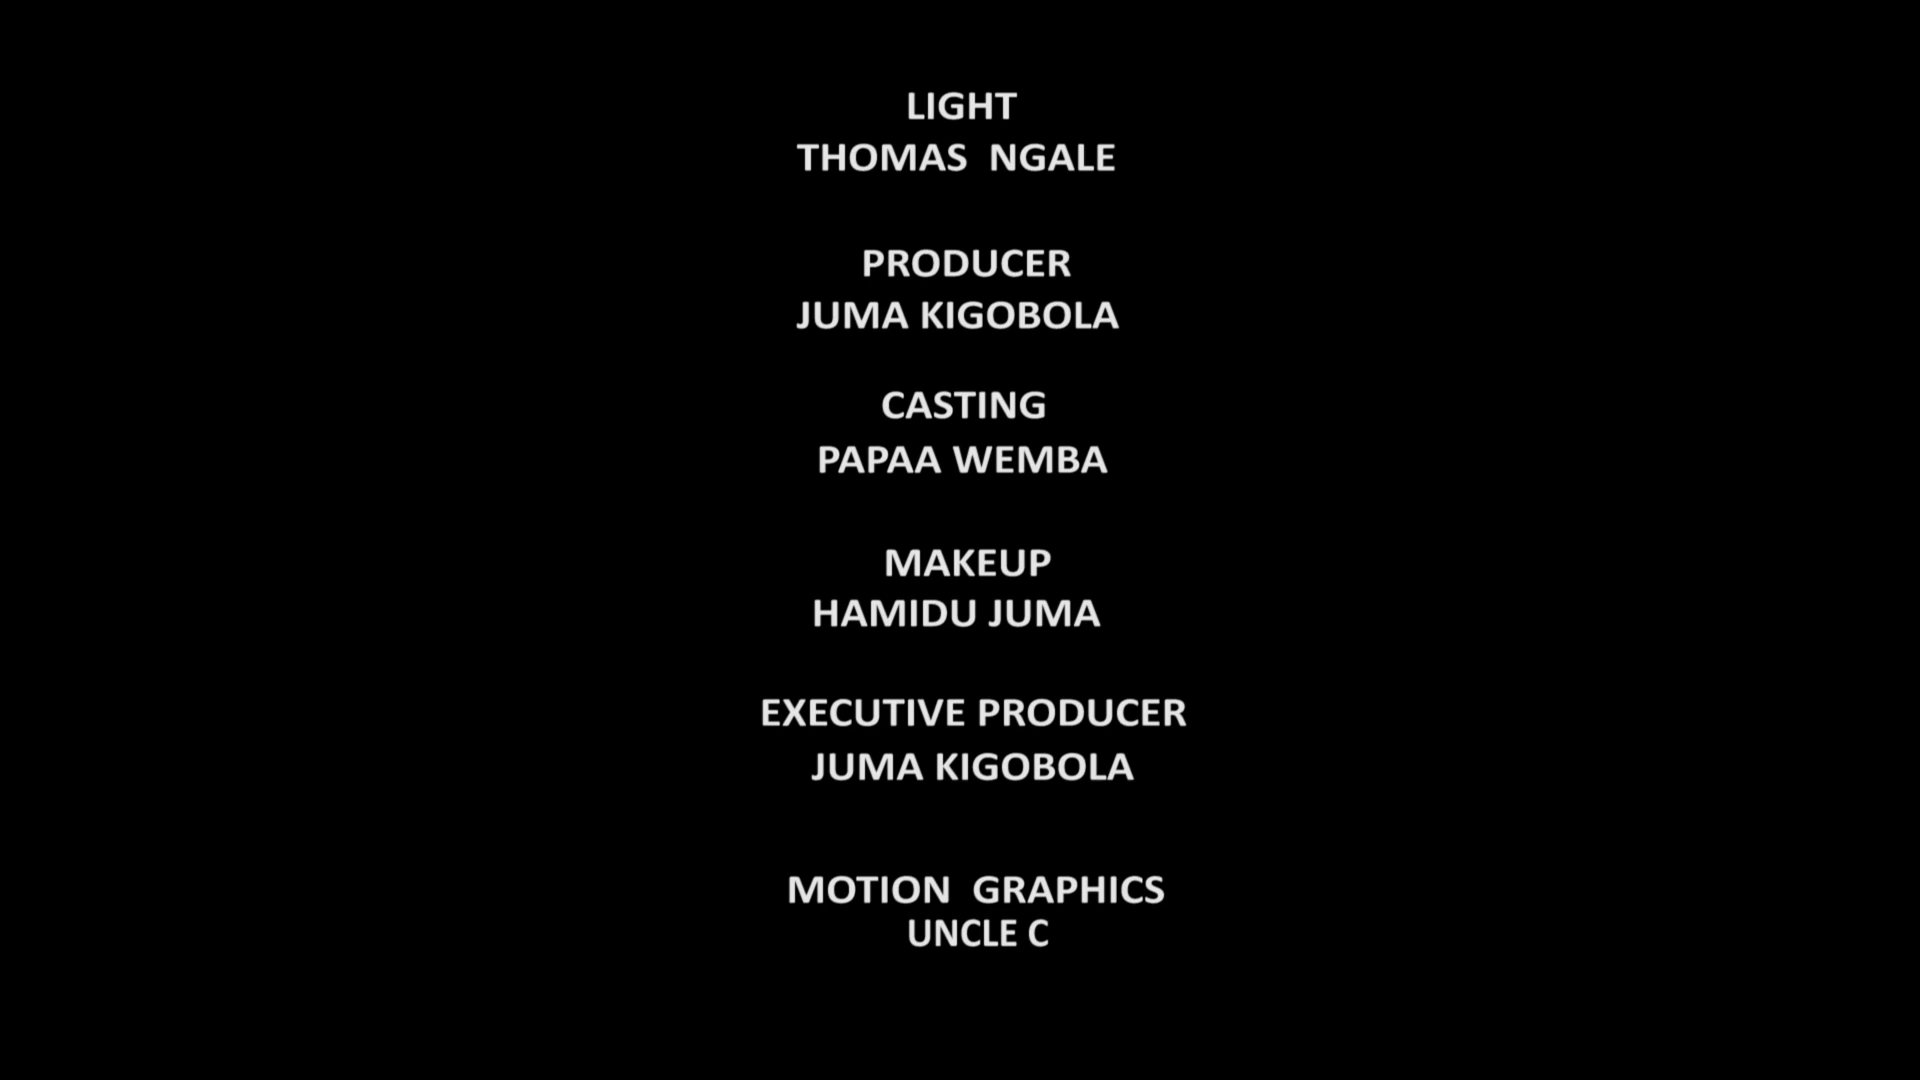 LIGHT
THOMAS  NGALE
PRODUCER
JUMA KIGOBOLA
CASTING
PAPAA WEMBA
MAKEUP
HAMIDU JUMA
EXECUTIVE PRODUCER
JUMA KIGOBOLA
MOTION  GRAPHICS
UNCLE C